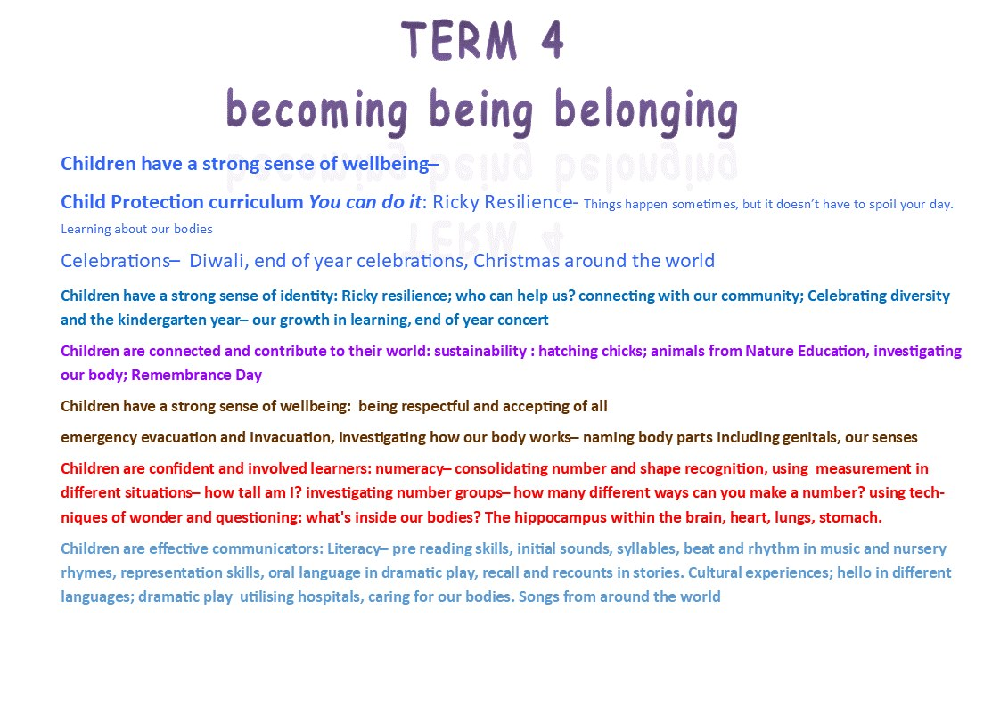 TERM 4
becoming being belonging
Children have a strong sense of wellbeing–
Child Protection curriculum You can do it: Ricky Resilience- Things happen sometimes, but it doesn’t have to spoil your day.
Learning about our bodies
Celebrations– Diwali, end of year celebrations, Christmas around the world
Children have a strong sense of identity: Ricky resilience; who can help us? connecting with our community; Celebrating diversity
and the kindergarten year– our growth in learning, end of year concert
Children are connected and contribute to their world: sustainability : hatching chicks; animals from Nature Education, investigating
our body; Remembrance Day
Children have a strong sense of wellbeing: being respectful and accepting of all
emergency evacuation and invacuation, investigating how our body works– naming body parts including genitals, our senses
Children are confident and involved learners: numeracy– consolidating number and shape recognition, using measurement in
different situations– how tall am I? investigating number groups– how many different ways can you make a number? using tech-
niques of wonder and questioning: what's inside our bodies? The hippocampus within the brain, heart, lungs, stomach.
Children are effective communicators: Literacy– pre reading skills, initial sounds, syllables, beat and rhythm in music and nursery
rhymes, representation skills, oral language in dramatic play, recall and recounts in stories. Cultural experiences; hello in different
languages; dramatic play utilising hospitals, caring for our bodies. Songs from around the world